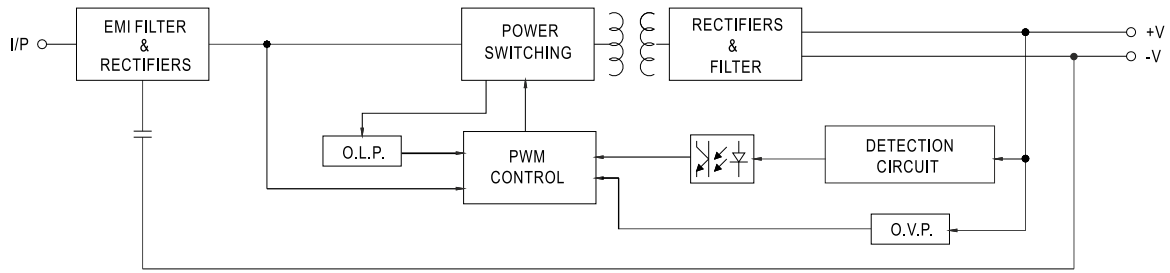 I/P
EMI FILTER
&
RECTIFIERS
POWER
SWITCHING
RECTIFIERS
&
FILTER
+V
-V
O.L.P.
PWM
CONTROL
DETECTION
CIRCUIT
O.V.P.